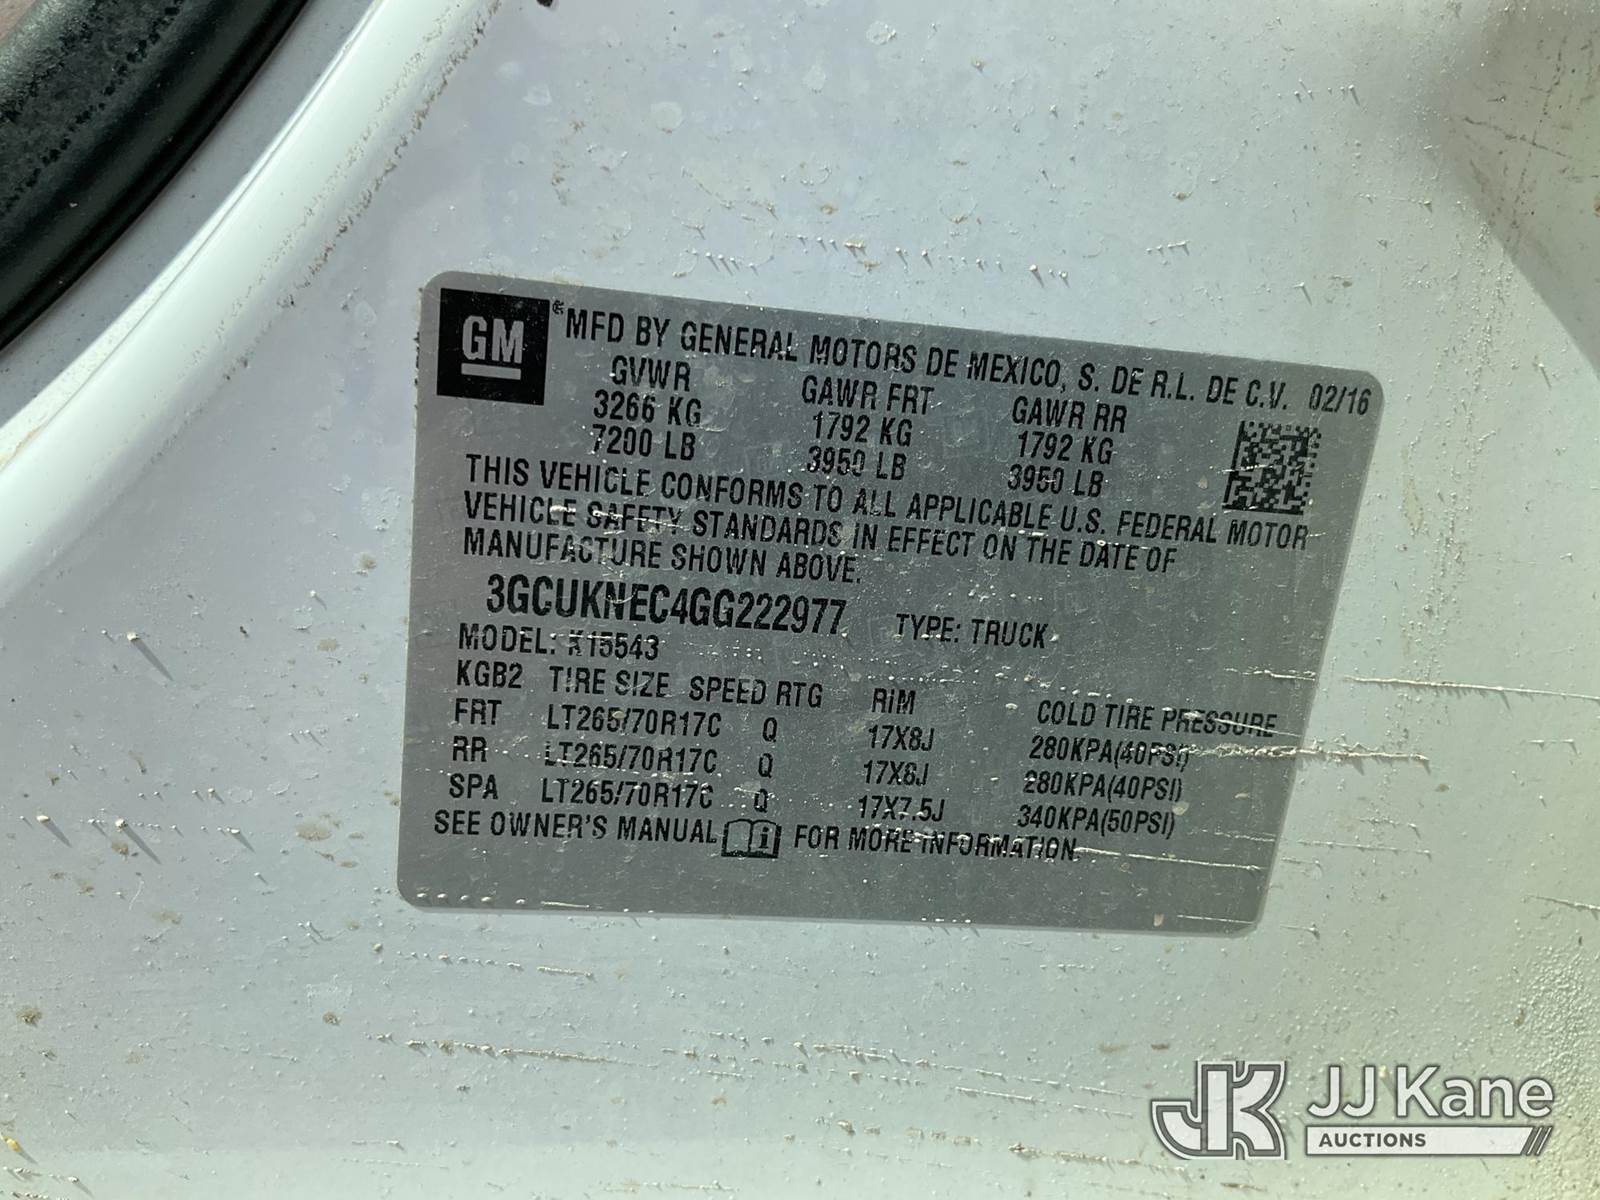 GM MFD BY GENERAL MOTORS DE MEXICO, S. DE R.L. DE C.V. 02/16
GVWR GAWR FRT GAWR RR
3266 KG 1792 KG 1792 KG
7200 LB 3950 LB 3950 LB
THIS VEHICLE CONFORMS TO ALL APPLICABLE U.S. FEDERAL MOTOR
VEHICLE SAFETY STANDARDS IN EFFECT ON THE DATE OF
MANUFACTURE SHOWN ABOVE.
3GCUKNEC4GG222977 TYPE: TRUCK
MODEL: K15543
KGB2 TIRE SIZE SPEED RTG RIM COLD TIRE PRESSURE
FRT LT265/70R17C Q 17X8J 280KPA(40PSI)
RR LT265/70R17C Q 17X8J 280KPA(40PSI)
SPA LT265/70R17C Q 17X7.5J 340KPA(50PSI)
SEE OWNER'S MANUAL FOR MORE INFORMATION.
JK JJ Kane
AUCTIONS